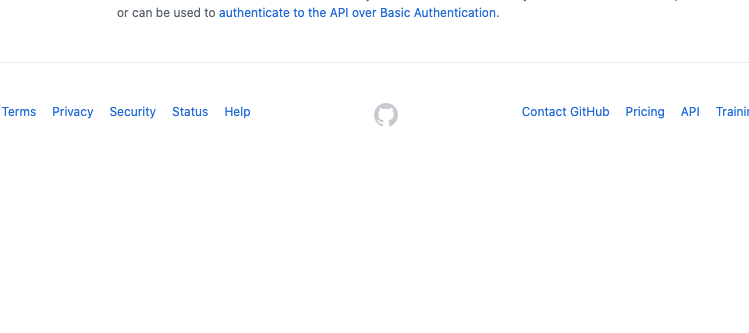 or can be used to authenticate to the API over Basic Authentication.
Terms Privacy Security Status Help Contact GitHub Pricing API